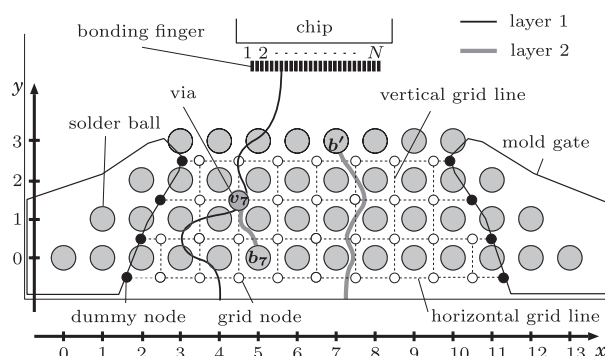 chip
layer 1
layer 2
bonding finger
1 2 - - - - - - - - - - - N
y
via
vertical grid line
solder ball
mold gate
3
b′
2
v7
1
0
b7
dummy node
grid node
horizontal grid line
0 1 2 3 4 5 6 7 8 9 10 11 12 13 x